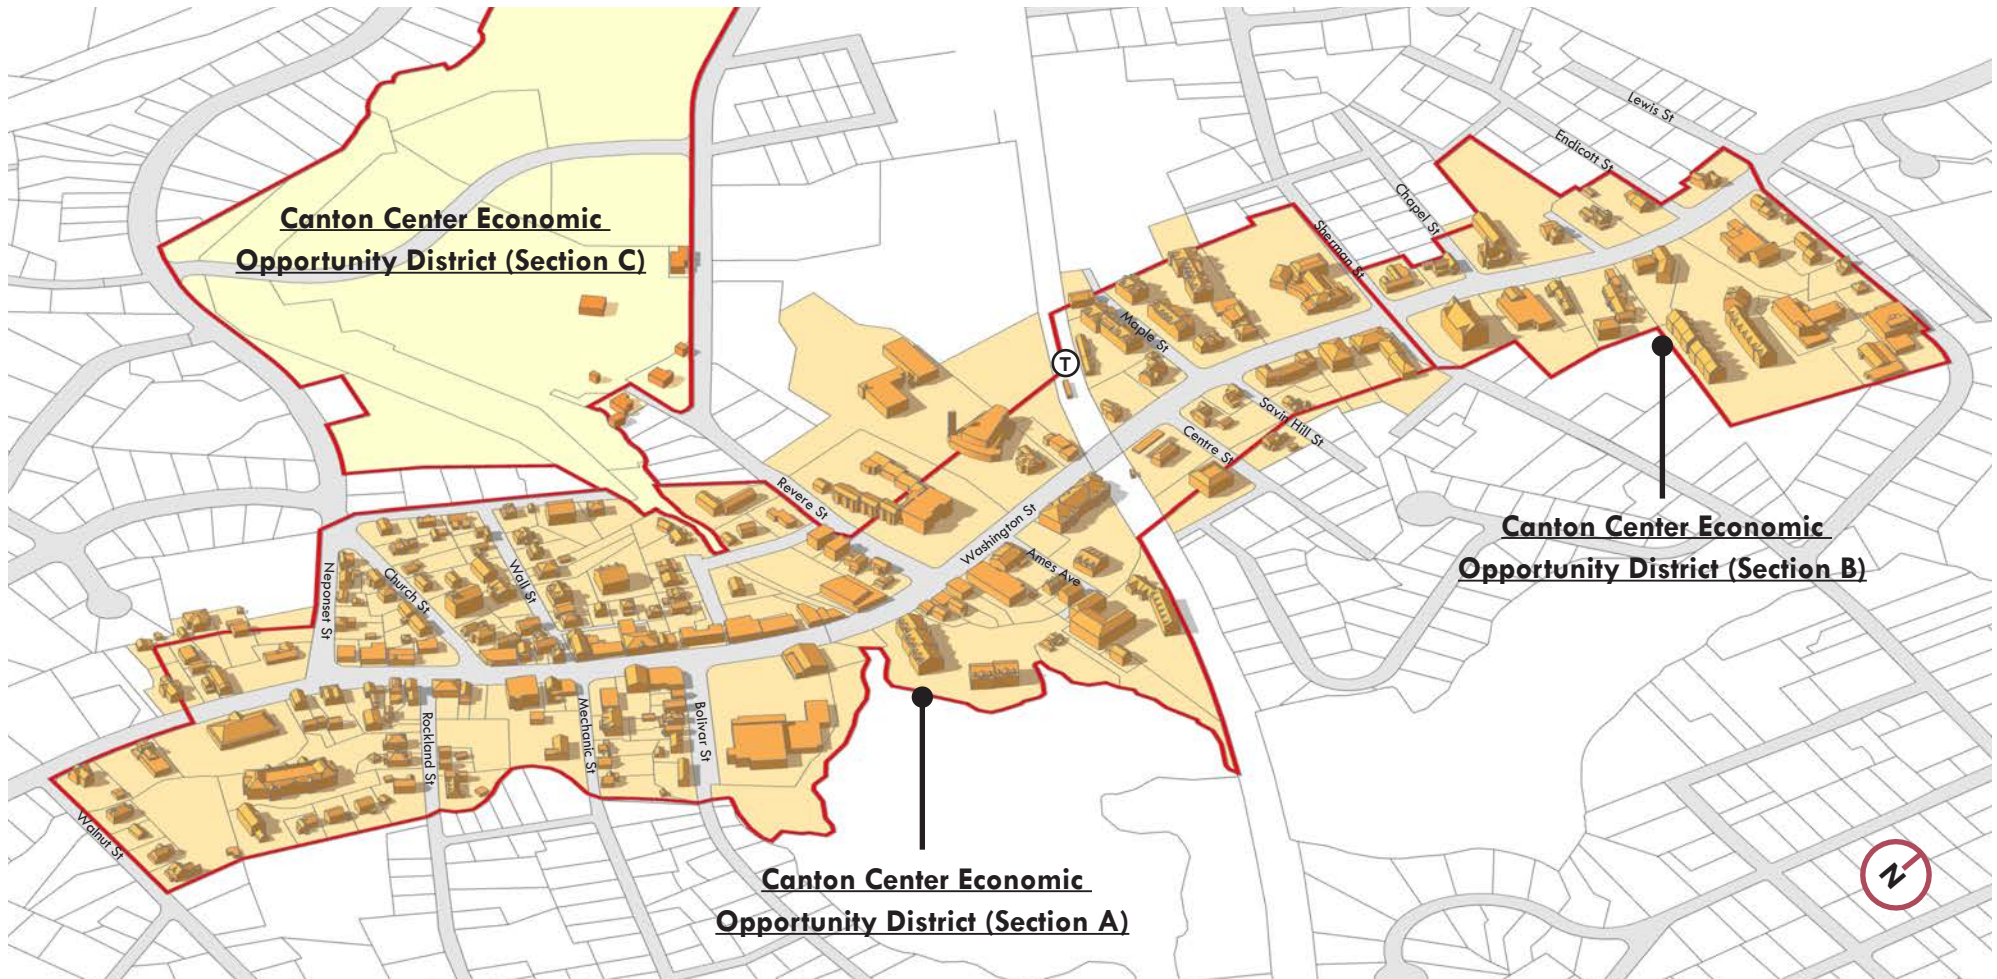 Canton Center Economic
Opportunity District (Section C)
Lewis St
Endicott St
Chapel St
Sherman St
Maple St
T
Savin Hill St
Centre St
Revere St
Washington St
Ames Ave
Canton Center Economic
Opportunity District (Section B)
Neponset St
Church St
Wall St
Rockland St
Mechanic St
Bolivar St
Walnut St
Canton Center Economic
Opportunity District (Section A)
N